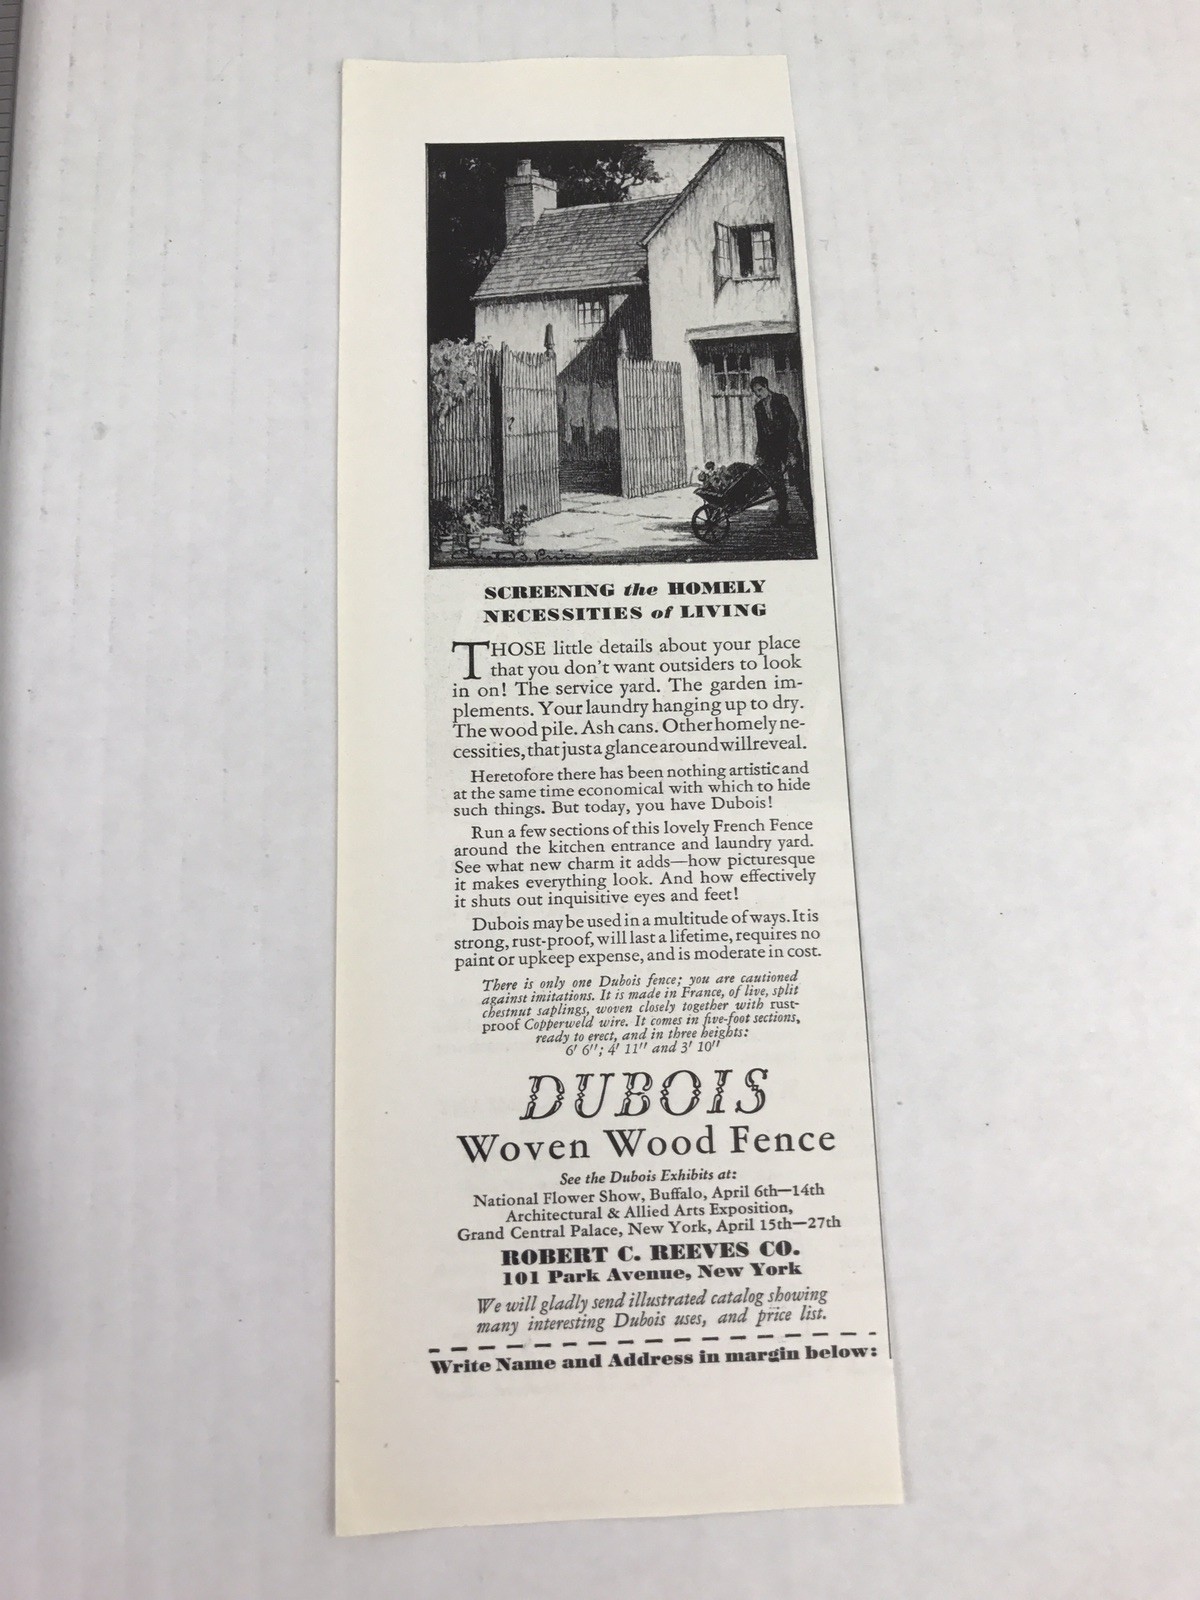 SCREENING the HOMELY
NECESSITIES of LIVING
THOSE little details about your place
that you don't want outsiders to look
in on! The service yard. The garden im-
plements. Your laundry hanging up to dry.
The wood pile. Ash cans. Other homely ne-
cessities, that just a glance around will reveal.
Heretofore there has been nothing artistic and
at the same time economical with which to hide
such things. But today, you have Dubois!
Run a few sections of this lovely French Fence
around the kitchen entrance and laundry yard.
See what new charm it adds—how picturesque
it makes everything look. And how effectively
it shuts out inquisitive eyes and feet!
Dubois may be used in a multitude of ways. It is
strong, rust-proof, will last a lifetime, requires no
paint or upkeep expense, and is moderate in cost.
There is only one Dubois fence; you are cautioned
against imitations. It is made in France, of live, split
chestnut saplings, woven closely together with rust-
proof Copperweld wire. It comes in five-foot sections,
ready to erect, and in three heights:
6' 6"; 4' 11" and 3' 10"
DUBOIS
Woven Wood Fence
See the Dubois Exhibits at:
National Flower Show, Buffalo, April 6th—14th
Architectural & Allied Arts Exposition,
Grand Central Palace, New York, April 15th—27th
ROBERT C. REEVES CO.
101 Park Avenue, New York
We will gladly send illustrated catalog showing
many interesting Dubois uses, and price list.
Write Name and Address in margin below: